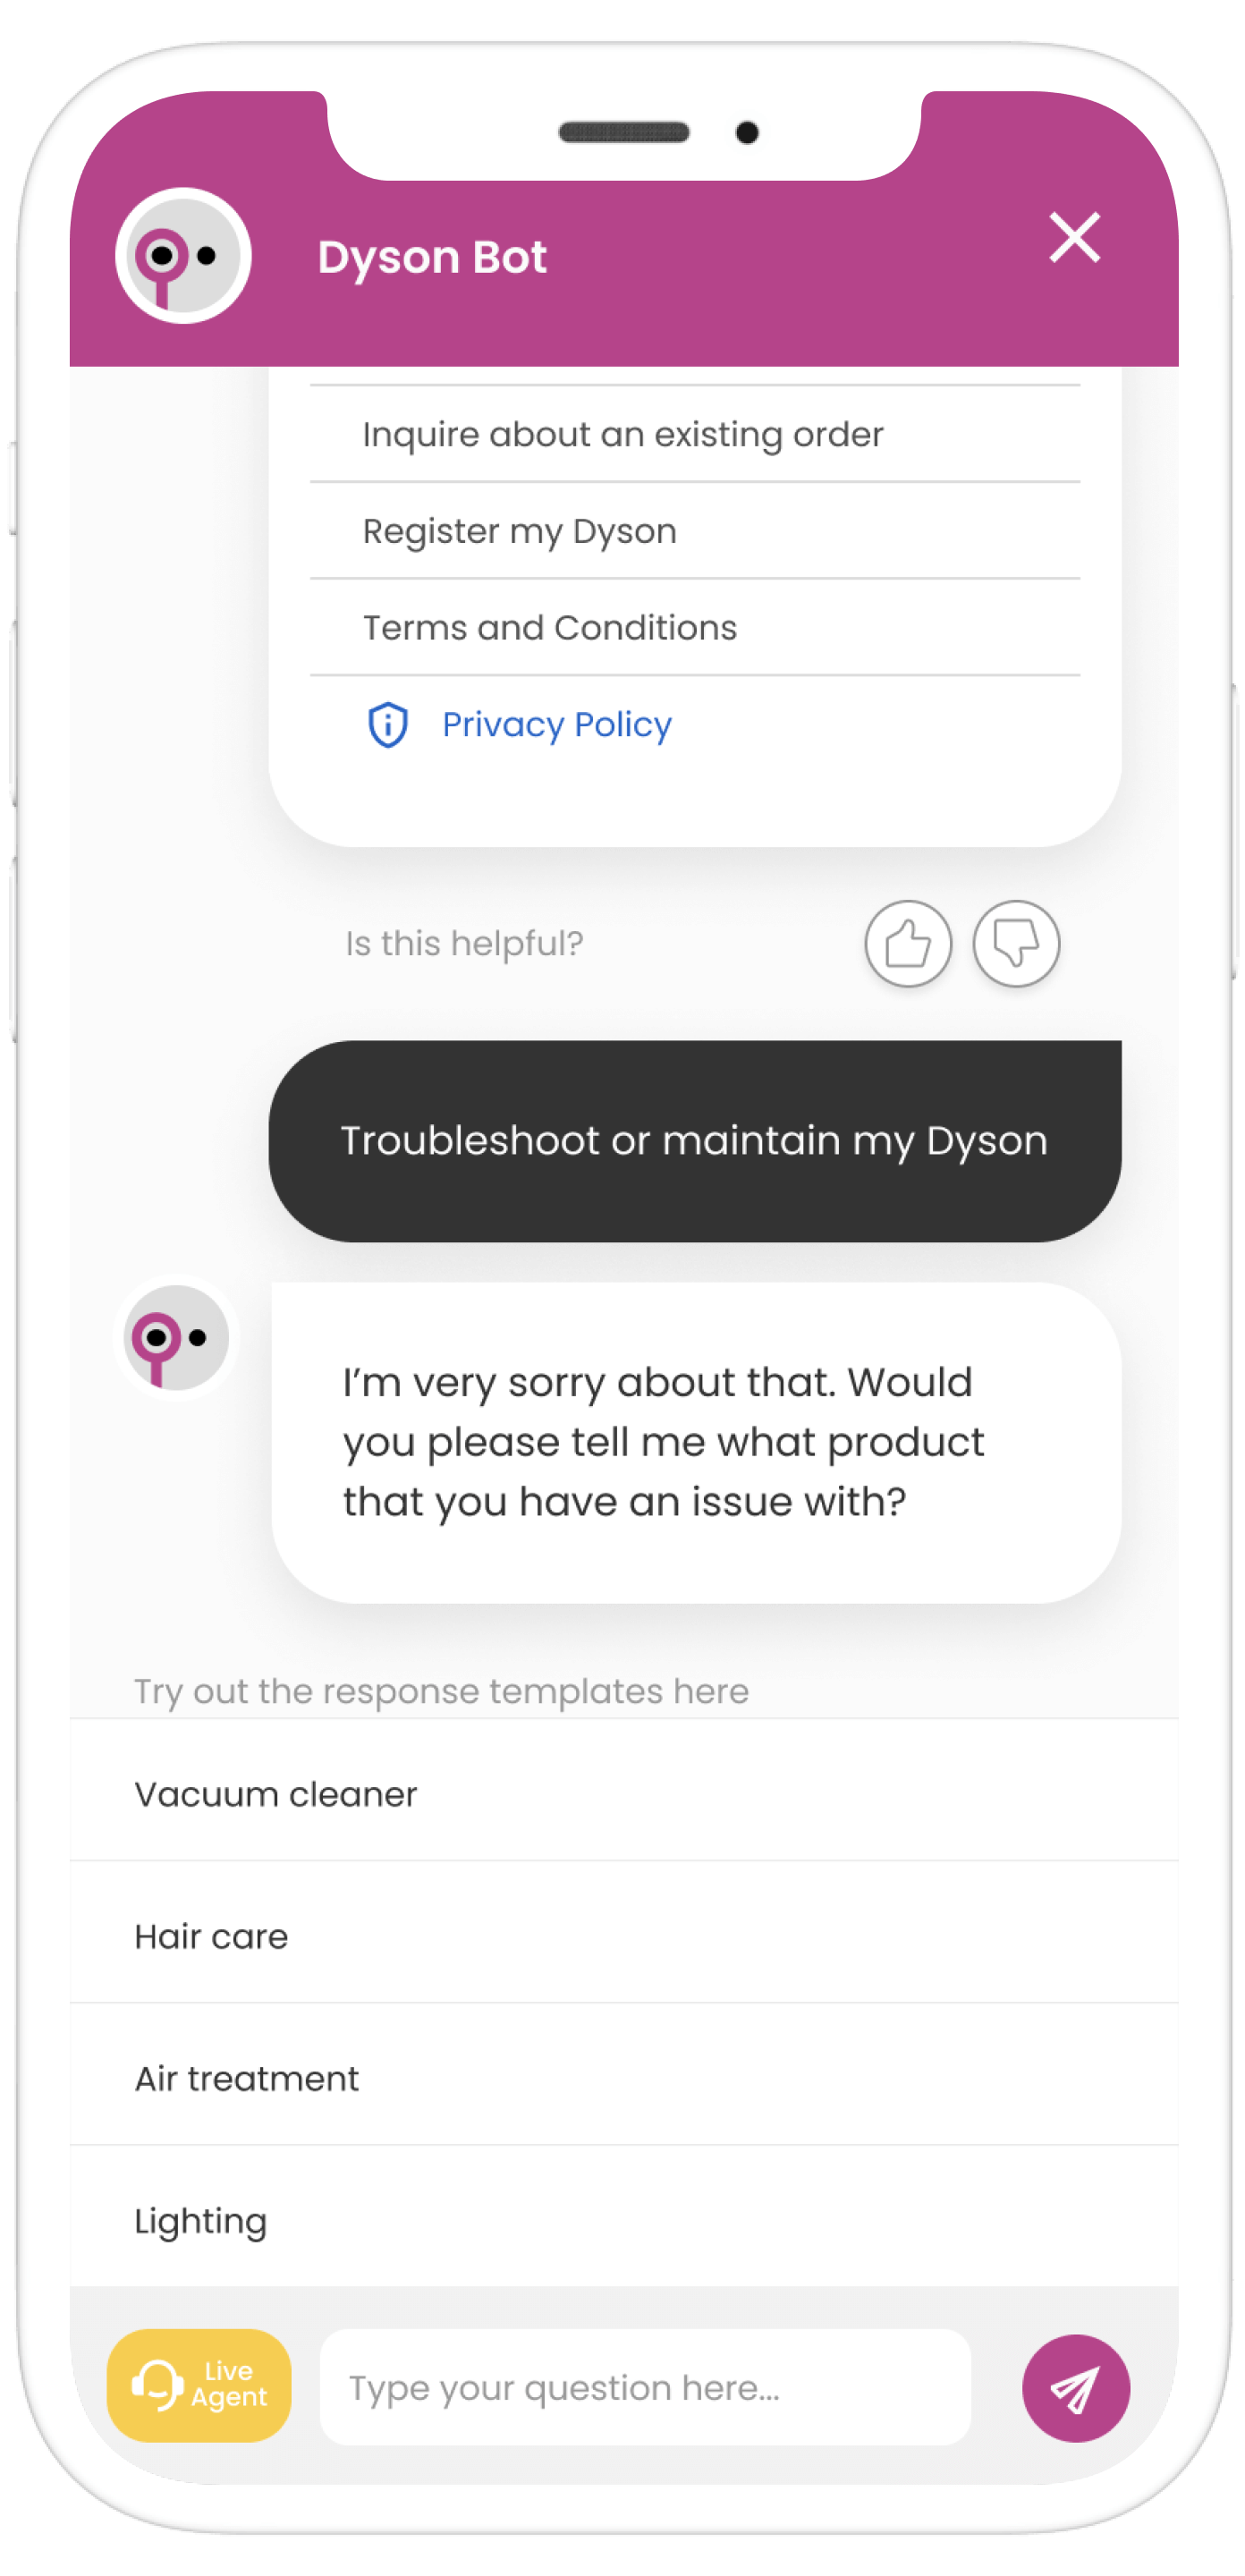 Dyson Bot
Inquire about an existing order
Register my Dyson
Terms and Conditions
Privacy Policy
Is this helpful?
Troubleshoot or maintain my Dyson
I’m very sorry about that. Would
you please tell me what product
that you have an issue with?
Try out the response templates here
Vacuum cleaner
Hair care
Air treatment
Lighting
Live
Agent
Type your question here...